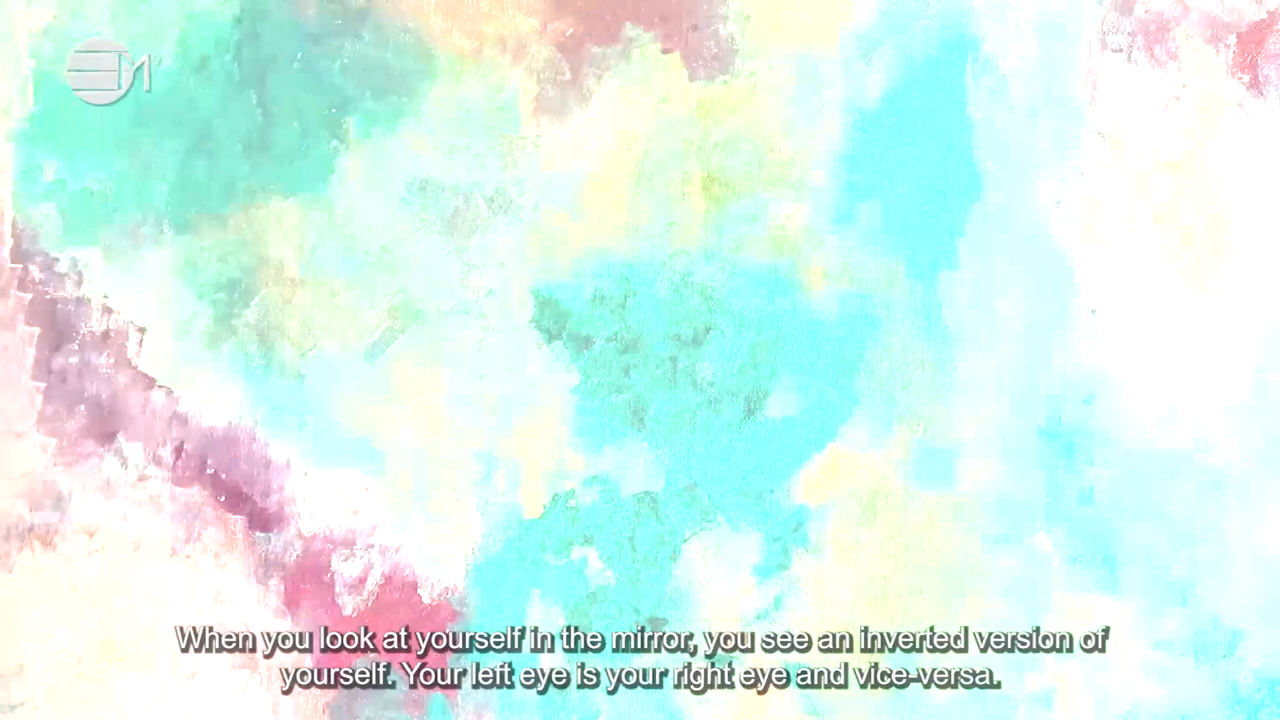 EM
When you look at yourself in the mirror, you see an inverted version of
yourself. Your left eye is your right eye and vice-versa.